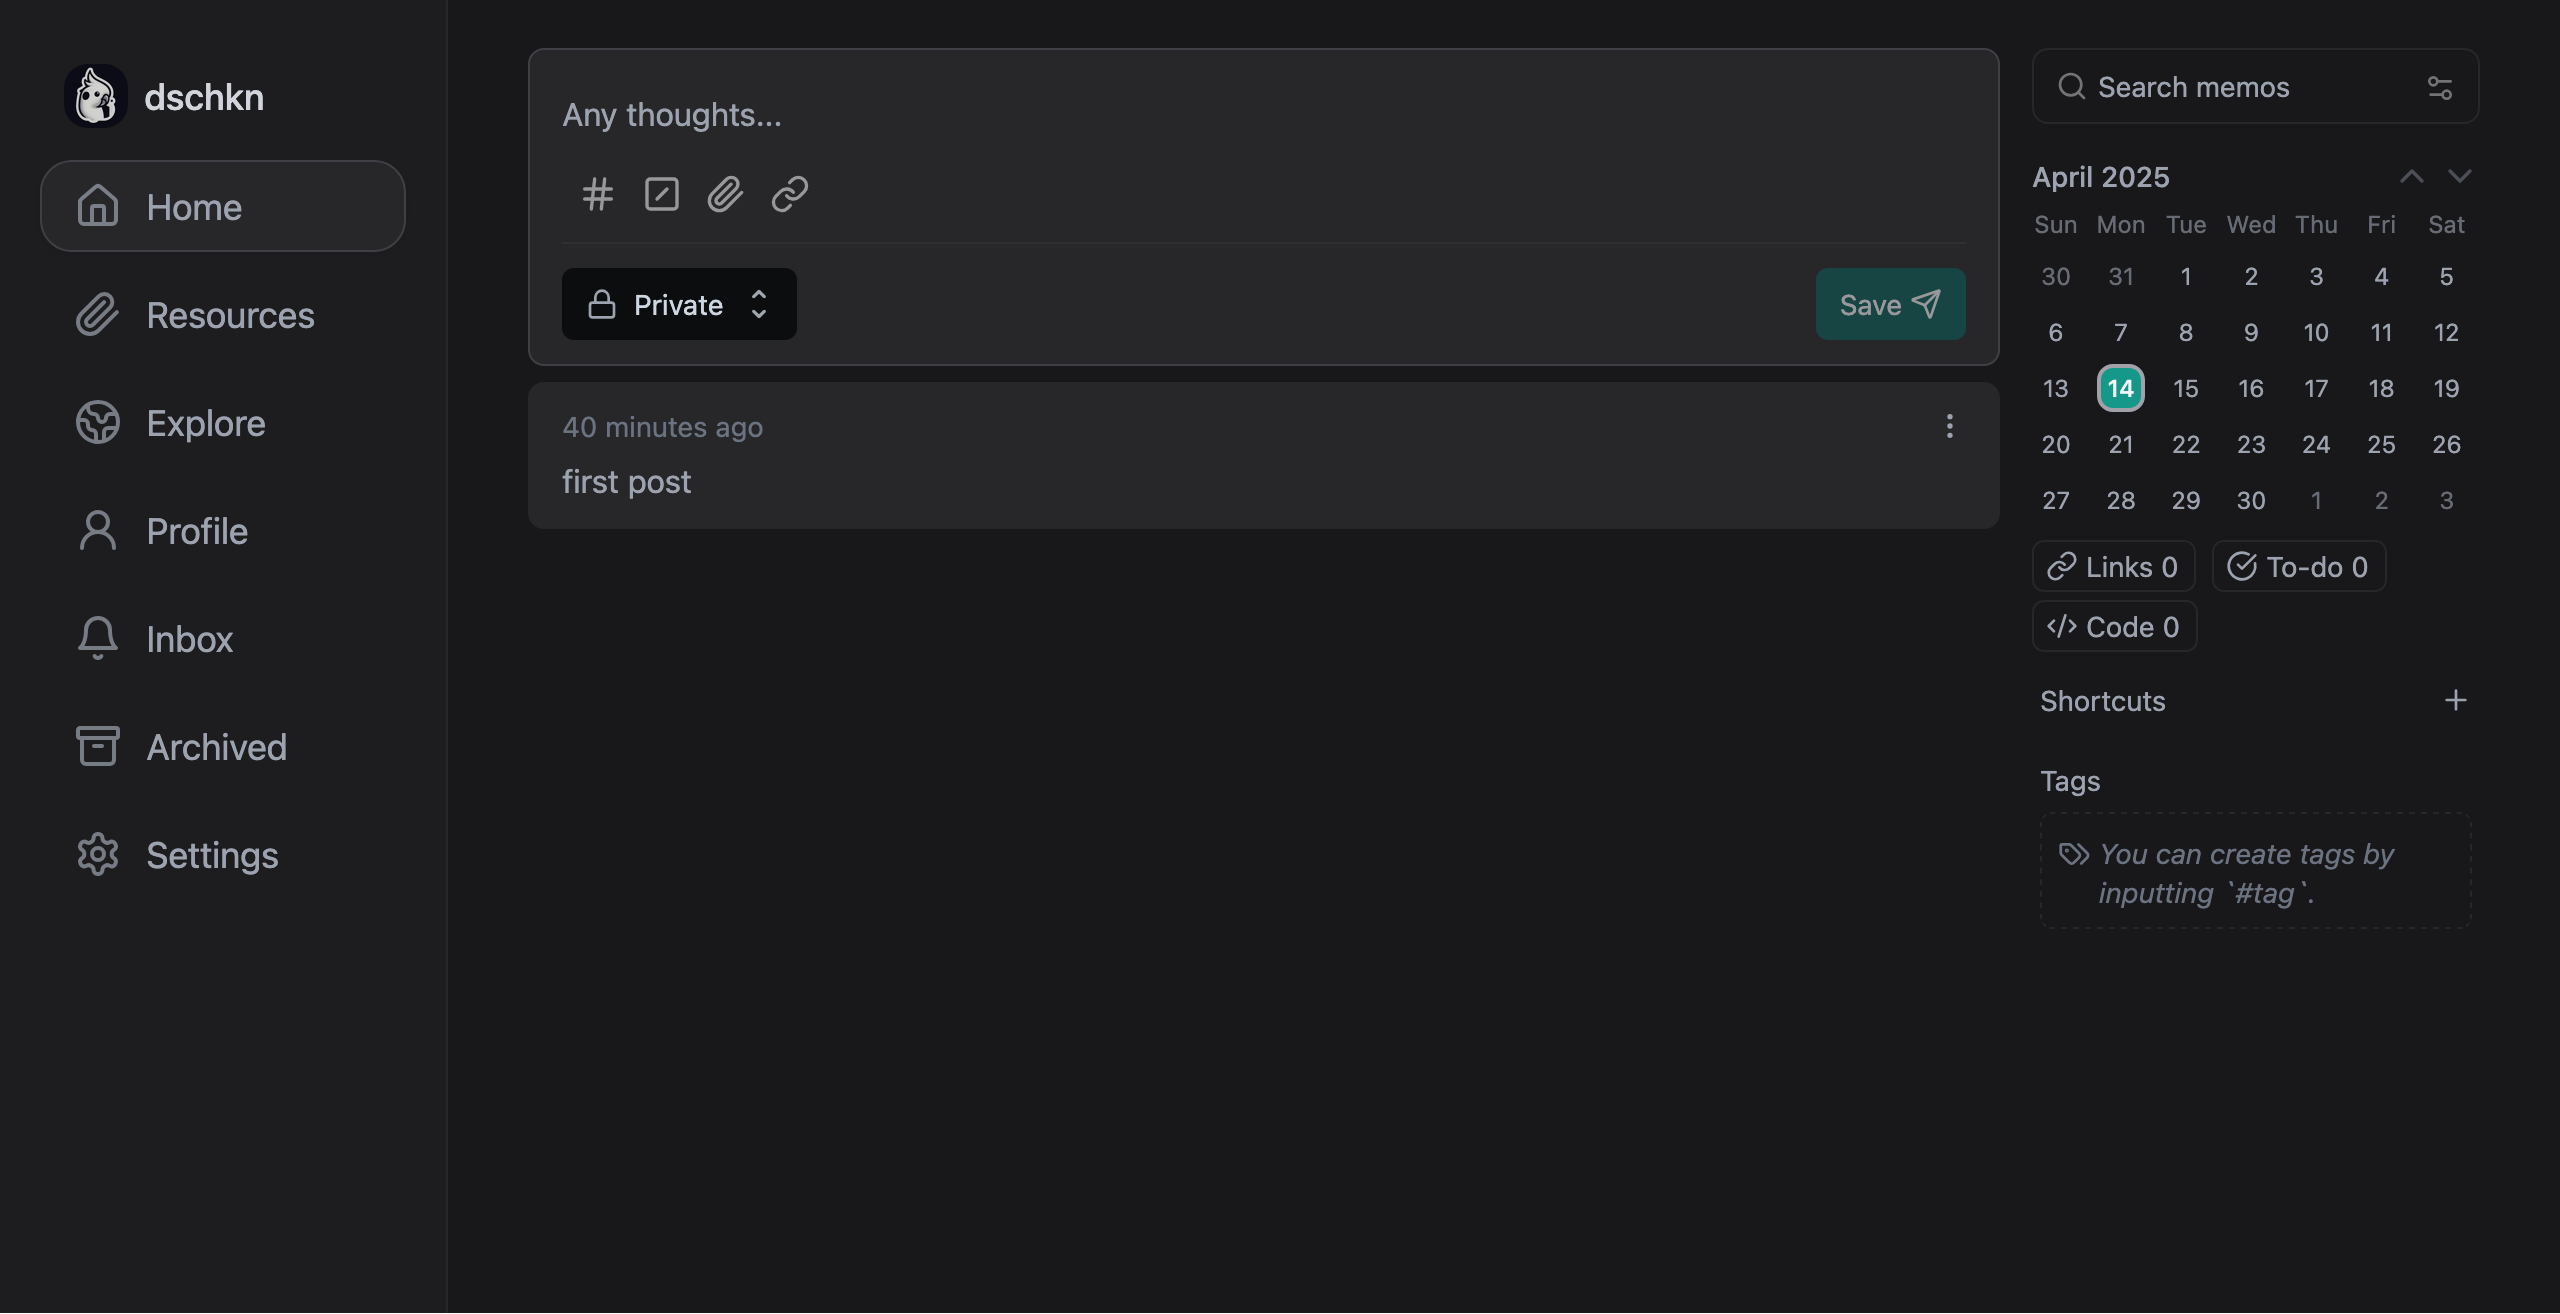 dschkn
Home
Resources
Explore
Profile
Inbox
Archived
Settings
Any thoughts...
Private
Save
40 minutes ago
first post
Search memos
April 2025
Sun Mon Tue Wed Thu Fri Sat
30 31 1 2 3 4 5
6 7 8 9 10 11 12
13 14 15 16 17 18 19
20 21 22 23 24 25 26
27 28 29 30 1 2 3
Links 0 To-do 0
Code 0
Shortcuts
Tags
You can create tags by
inputting `#tag`.